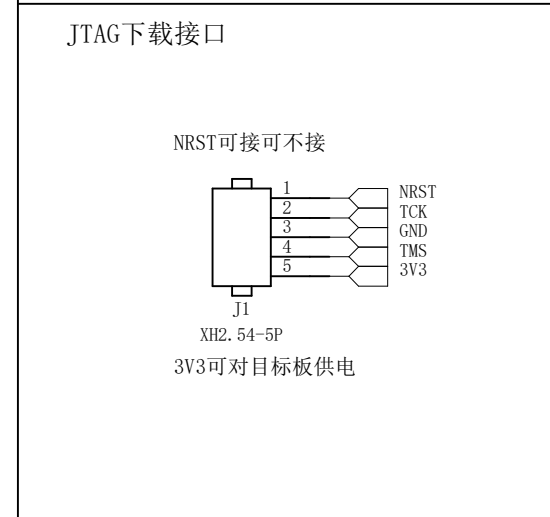 JTAG下载接口
NRST可接可不接
1 NRST
2 TCK
3 GND
4 TMS
5 3V3
J1
XH2.54-5P
3V3可对目标板供电